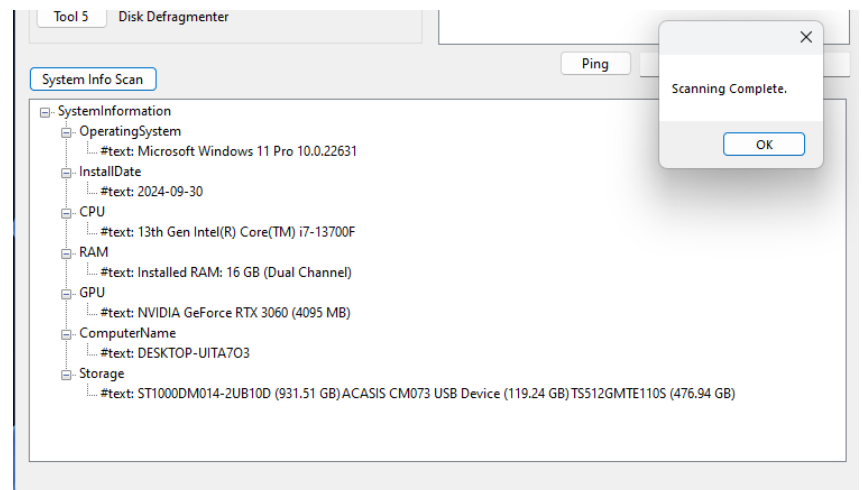 Tool 5 Disk Defragmenter
Ping
System Info Scan
Scanning Complete.
OK
SystemInformation
OperatingSystem
#text: Microsoft Windows 11 Pro 10.0.22631
InstallDate
#text: 2024-09-30
CPU
#text: 13th Gen Intel(R) Core(TM) i7-13700F
RAM
#text: Installed RAM: 16 GB (Dual Channel)
GPU
#text: NVIDIA GeForce RTX 3060 (4095 MB)
ComputerName
#text: DESKTOP-UITA7O3
Storage
#text: ST1000DM014-2UB10D (931.51 GB)ACASIS CM073 USB Device (119.24 GB)TS512GMTE110S (476.94 GB)